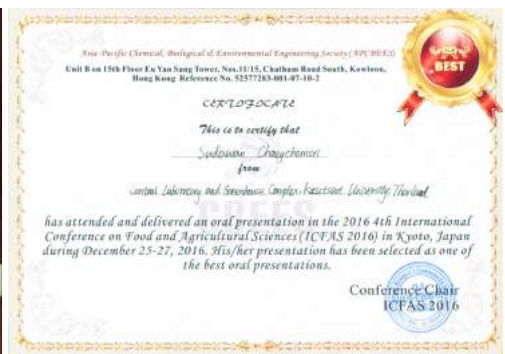 Asia-Pacific Chemical, Biological & Environmental Engineering Society (APCBEES)
Unit B on 15th Floor Eu Yan Sang Tower, Nos.11/15, Chatham Road South, Kowloon,
Hong Kong Reference No. 52577283-001-07-10-2
BEST
CERTIFICATE
This is to certify that
Sudawan Chaeychomsri
from
Central Laboratory and Greenhouse Complex, Kasetsart University, Thailand
has attended and delivered an oral presentation in the 2016 4th International
Conference on Food and Agricultural Sciences (ICFAS 2016) in Kyoto, Japan
during December 25-27, 2016. His/her presentation has been selected as one of
the best oral presentations.
Conference Chair
ICFAS 2016